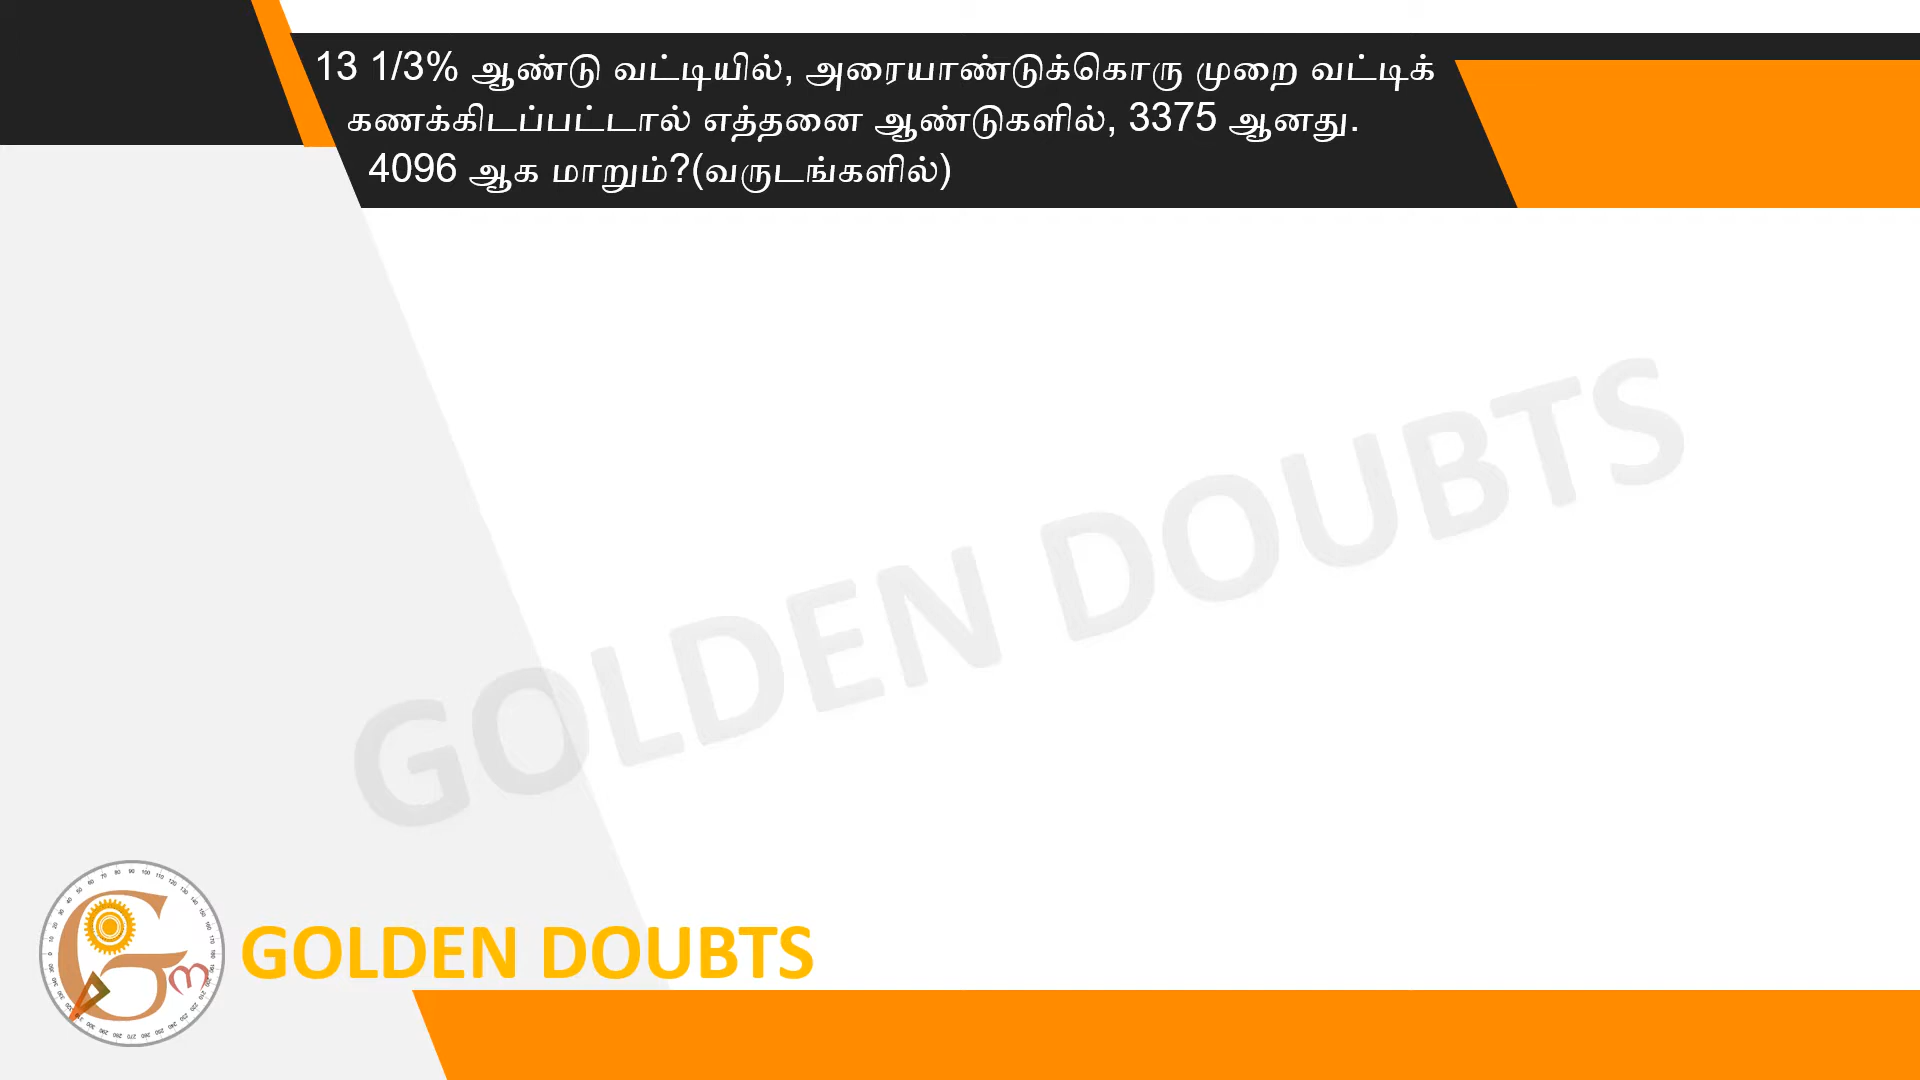 13 1/3% ஆண்டு வட்டியில், அரையாண்டுக்கொரு முறை வட்டிக்
கணக்கிடப்பட்டால் எத்தனை ஆண்டுகளில், 3375 ஆனது.
4096 ஆக மாறும்?(வருடங்களில்)
GOLDEN DOUBTS
GOLDEN DOUBTS